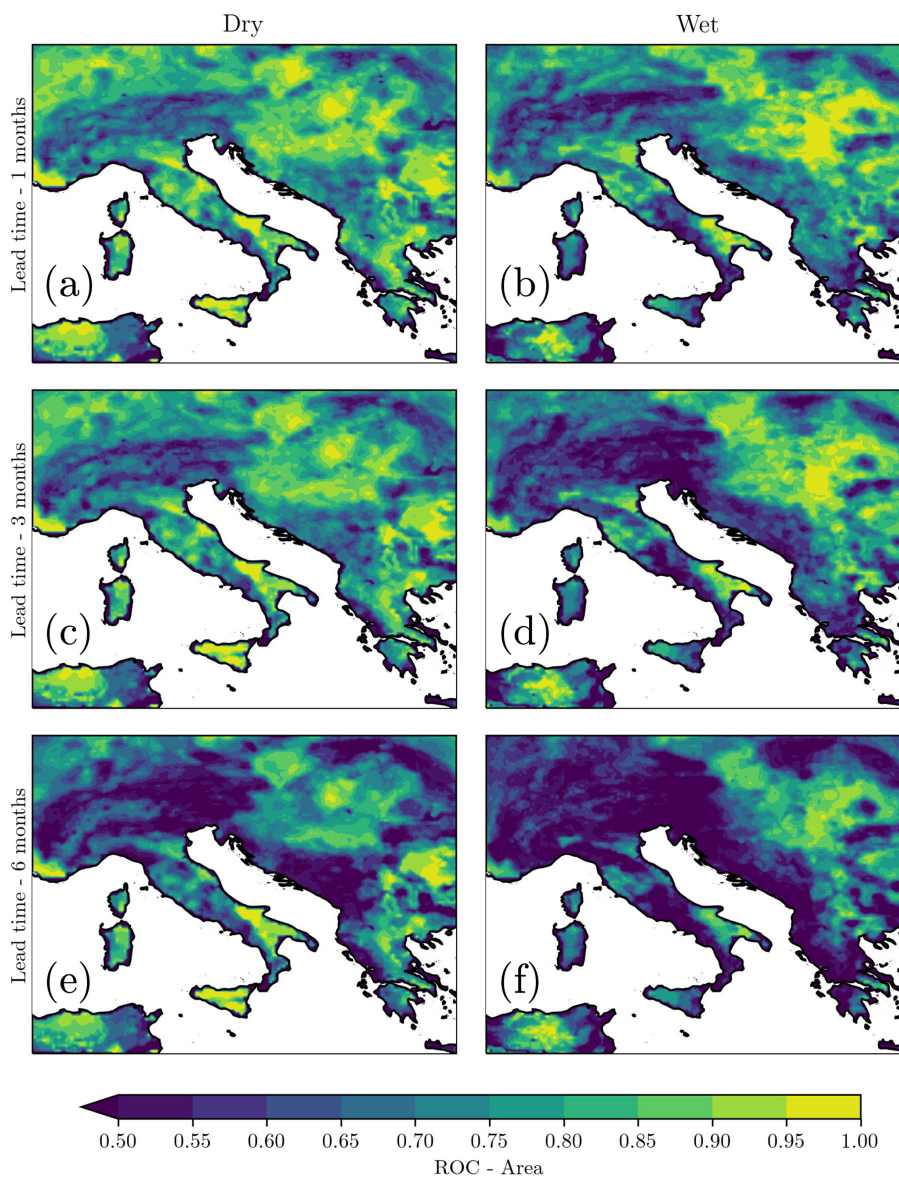 Dry Wet
Lead time - 1 months
(a) (b)
Lead time - 3 months
(c) (d)
Lead time - 6 months
(e) (f)
0.50 0.55 0.60 0.65 0.70 0.75 0.80 0.85 0.90 0.95 1.00
ROC - Area